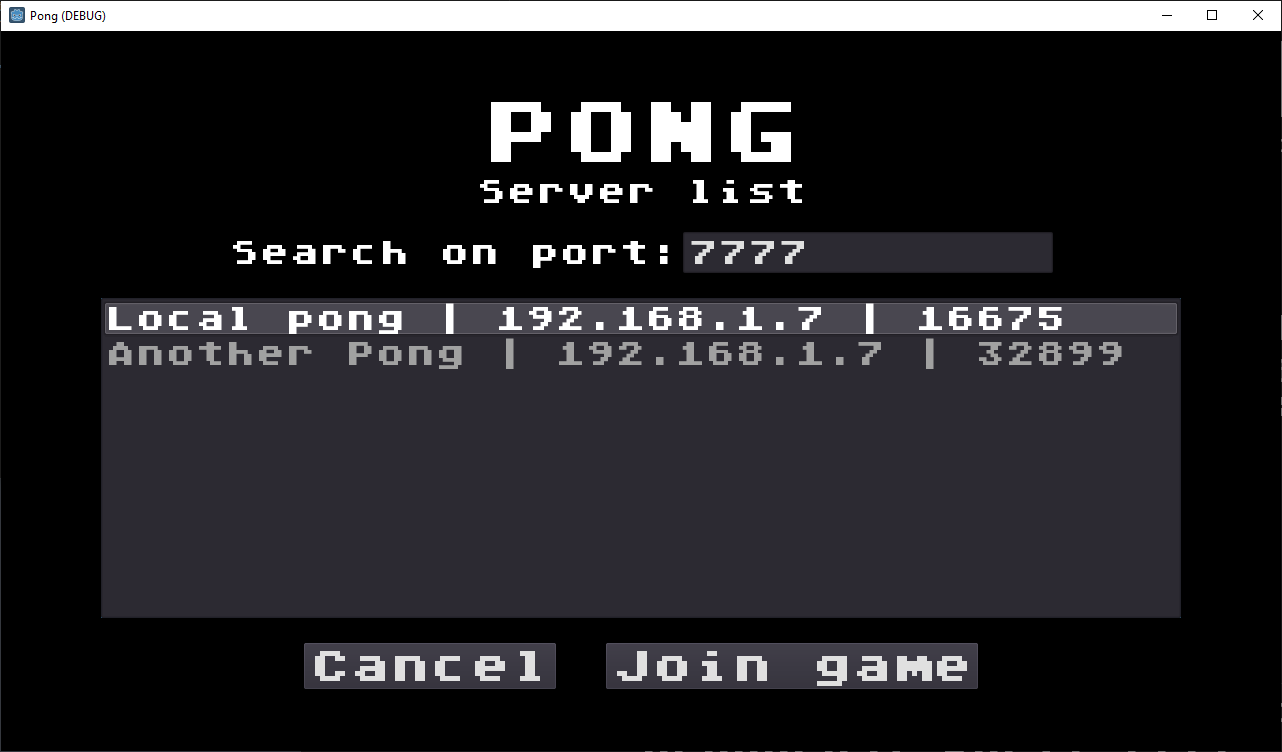 Pong (DEBUG)
PONG
Server list
Search on port: 7777
Local pong | 192.168.1.7 | 16675
Another Pong | 192.168.1.7 | 32899
Cancel Join game